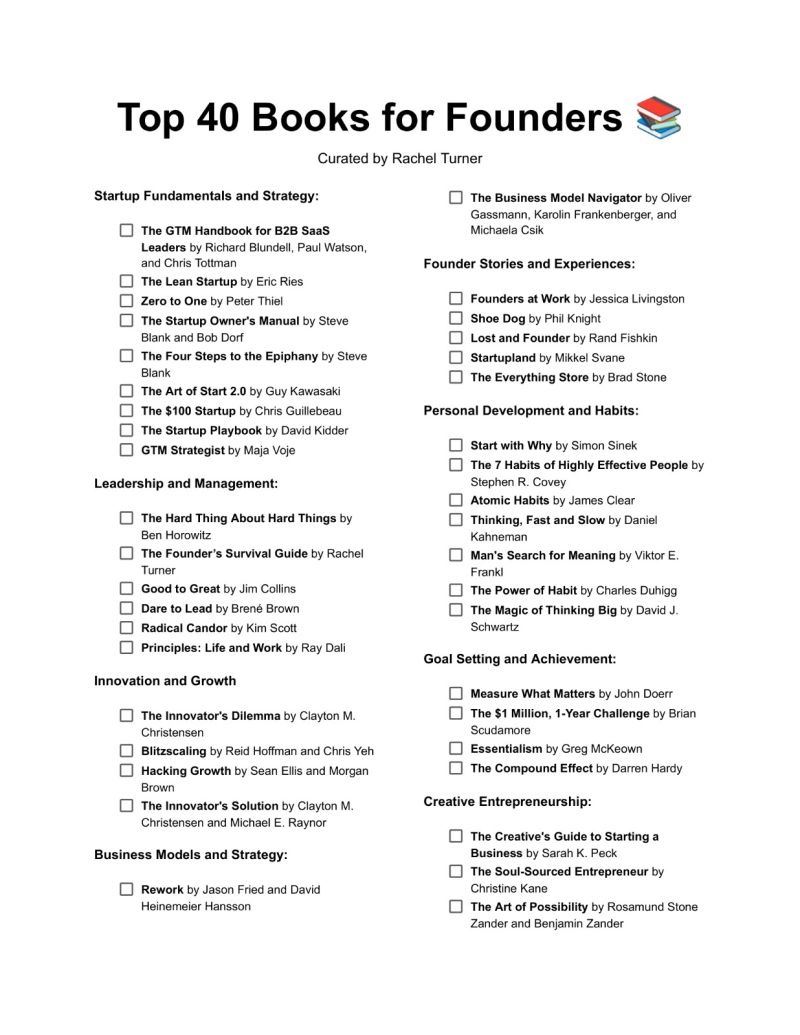 Top 40 Books for Founders 📚
Curated by Rachel Turner
Startup Fundamentals and Strategy:
The GTM Handbook for B2B SaaS
Leaders by Richard Blundell, Paul Watson,
and Chris Tottman
The Lean Startup by Eric Ries
Zero to One by Peter Thiel
The Startup Owner's Manual by Steve
Blank and Bob Dorf
The Four Steps to the Epiphany by Steve
Blank
The Art of Start 2.0 by Guy Kawasaki
The $100 Startup by Chris Guillebeau
The Startup Playbook by David Kidder
GTM Strategist by Maja Voje
Leadership and Management:
The Hard Thing About Hard Things by
Ben Horowitz
The Founder’s Survival Guide by Rachel
Turner
Good to Great by Jim Collins
Dare to Lead by Brené Brown
Radical Candor by Kim Scott
Principles: Life and Work by Ray Dali
Innovation and Growth
The Innovator's Dilemma by Clayton M.
Christensen
Blitzscaling by Reid Hoffman and Chris Yeh
Hacking Growth by Sean Ellis and Morgan
Brown
The Innovator's Solution by Clayton M.
Christensen and Michael E. Raynor
Business Models and Strategy:
Rework by Jason Fried and David
Heinemeier Hansson
The Business Model Navigator by Oliver
Gassmann, Karolin Frankenberger, and
Michaela Csik
Founder Stories and Experiences:
Founders at Work by Jessica Livingston
Shoe Dog by Phil Knight
Lost and Founder by Rand Fishkin
Startupland by Mikkel Svane
The Everything Store by Brad Stone
Personal Development and Habits:
Start with Why by Simon Sinek
The 7 Habits of Highly Effective People by
Stephen R. Covey
Atomic Habits by James Clear
Thinking, Fast and Slow by Daniel
Kahneman
Man's Search for Meaning by Viktor E.
Frankl
The Power of Habit by Charles Duhigg
The Magic of Thinking Big by David J.
Schwartz
Goal Setting and Achievement:
Measure What Matters by John Doerr
The $1 Million, 1-Year Challenge by Brian
Scudamore
Essentialism by Greg McKeown
The Compound Effect by Darren Hardy
Creative Entrepreneurship:
The Creative's Guide to Starting a
Business by Sarah K. Peck
The Soul-Sourced Entrepreneur by
Christine Kane
The Art of Possibility by Rosamund Stone
Zander and Benjamin Zander